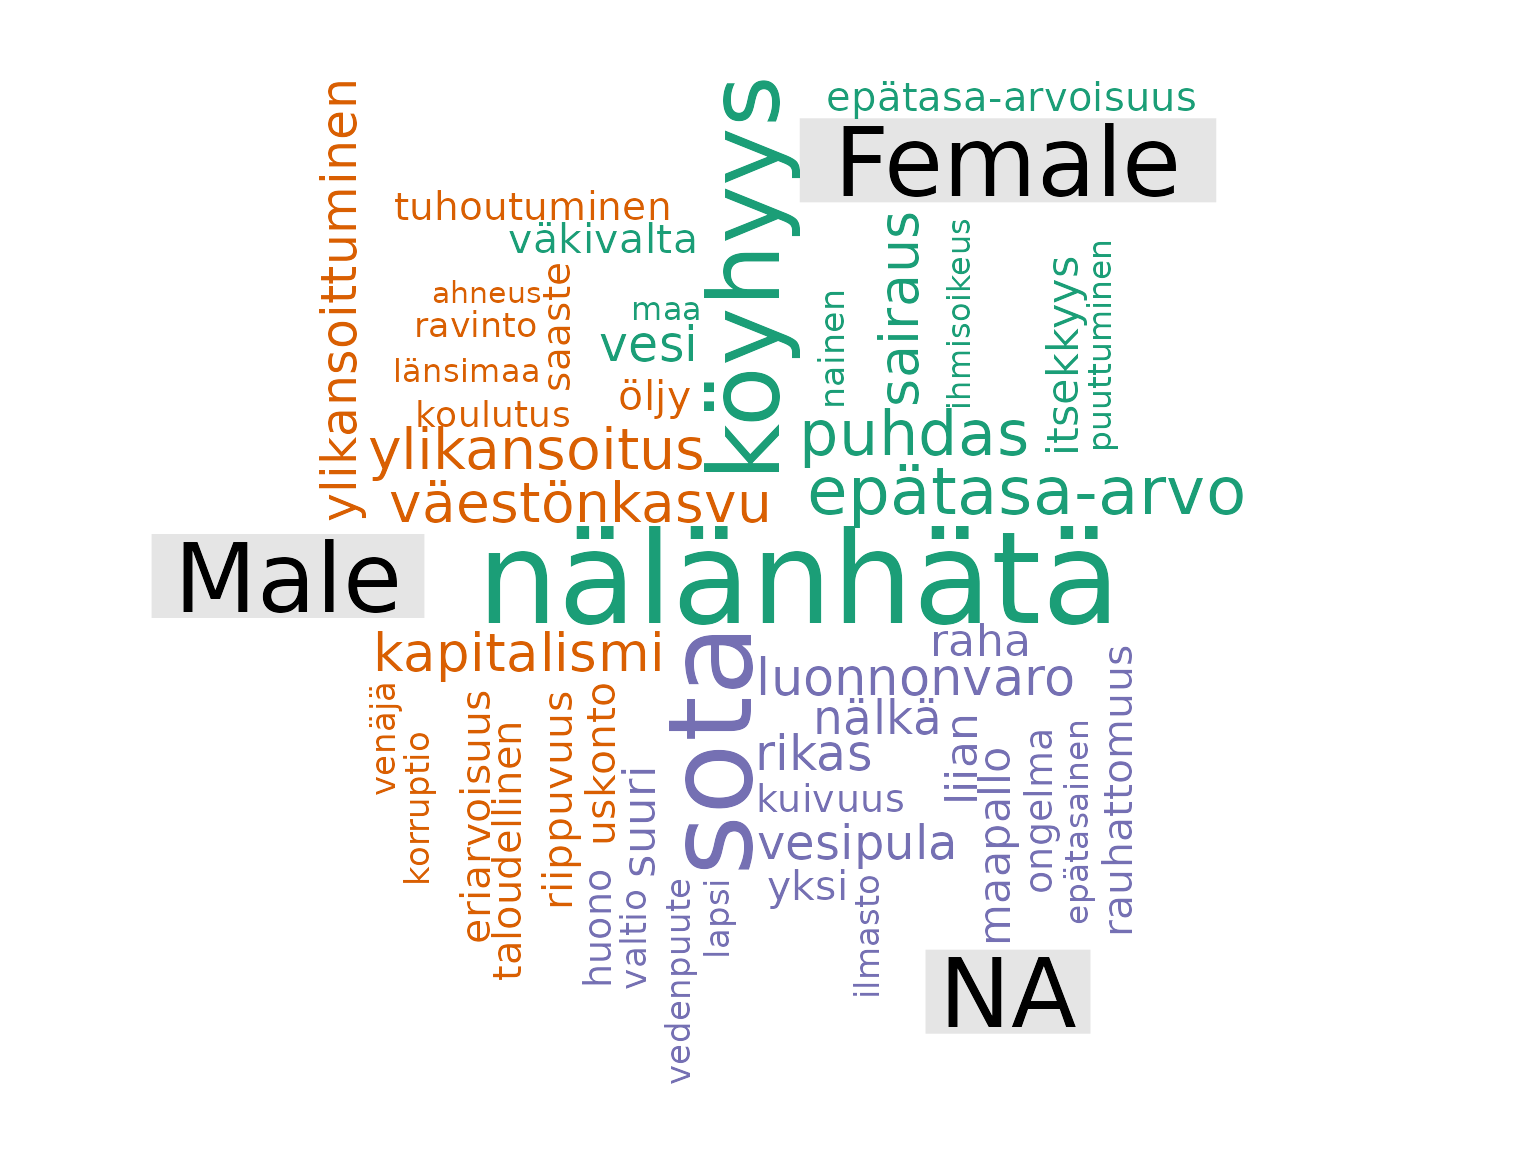 epätasa-arvoisuus
Female
köyhyys
ylikansoittuminen
tuhoutuminen
väkivalta
ahneus
saaste
maa
ravinto
vesi
länsimaa
öljy
koulutus
ylikansoitus
väestönkasvu
nainen
sairaus
ihmisoikeus
itsekkyys
puuttuminen
puhdas
epätasa-arvo
Male
nälänhätä
kapitalismi
sota
raha
luonnonvaro
nälkä
rikas
kuivuus
vesipula
yksi
liian
maapallo
ongelma
epätasainen
rauhattomuus
venäjä
korruptio
eriarvoisuus
taloudellinen
riippuvuus
uskonto
suuri
huono
valtio
vedenpuute
lapsi
ilmasto
NA